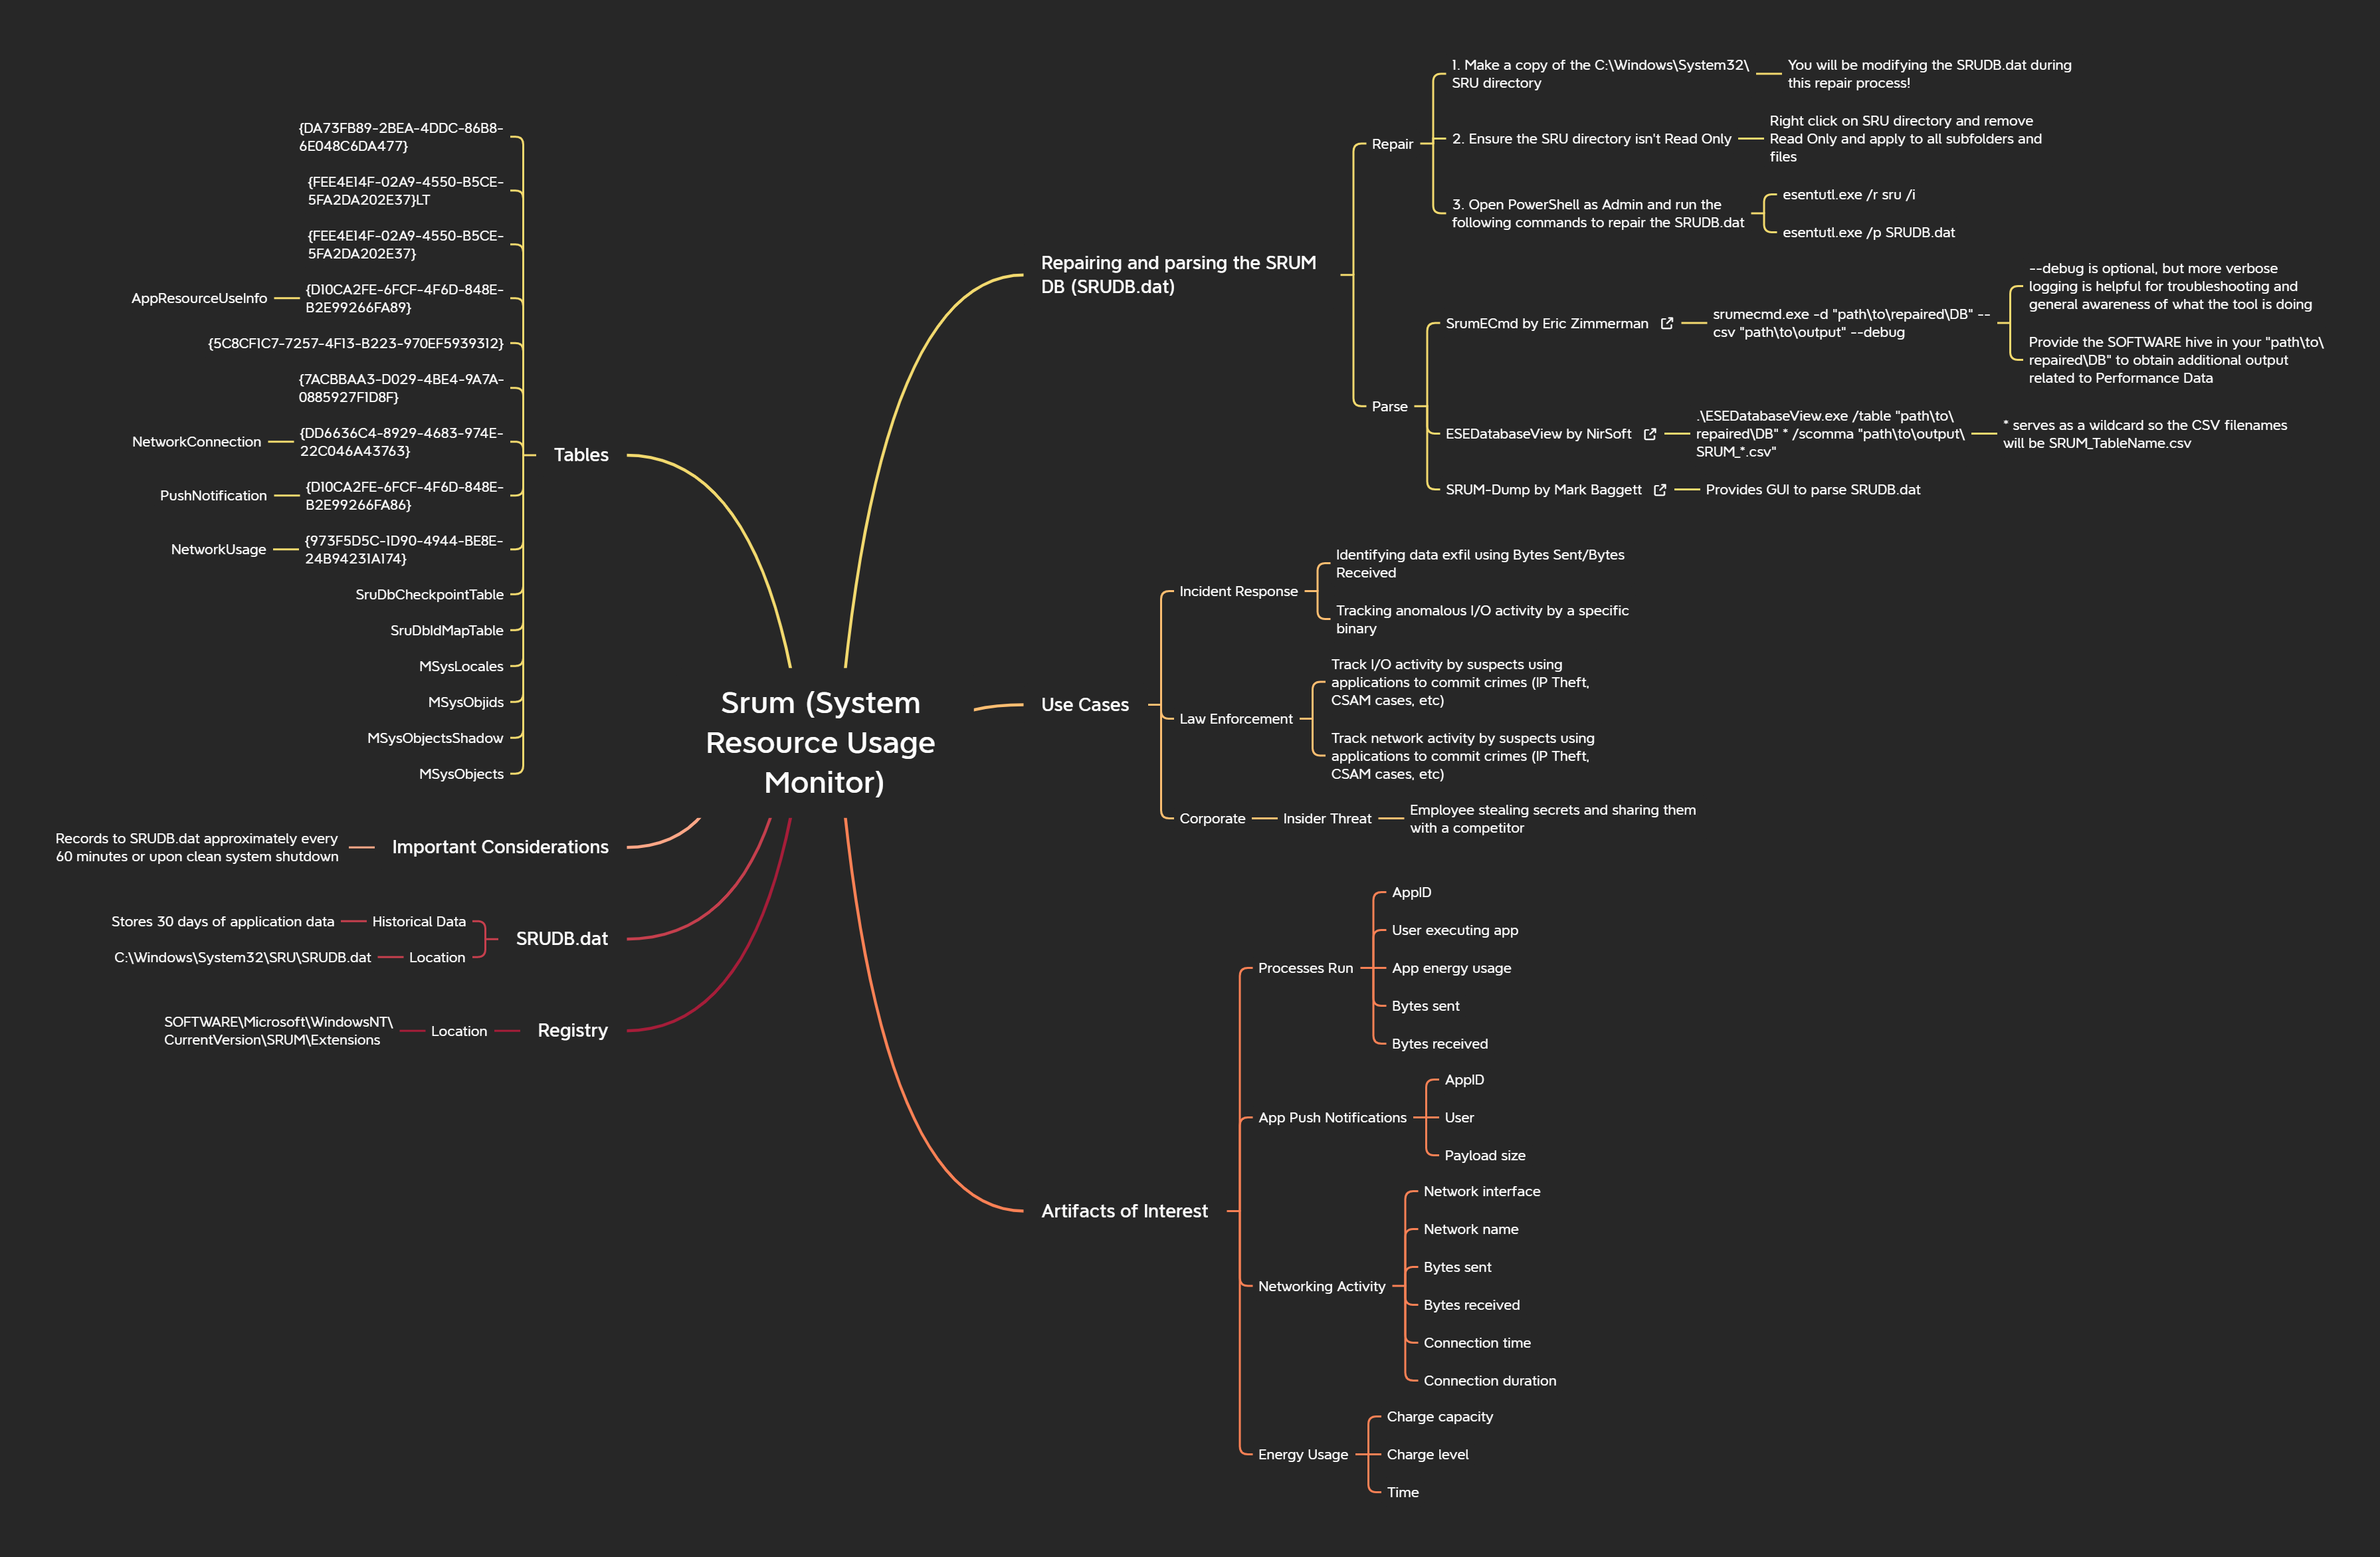 Srum (System
Resource Usage
Monitor)
Repairing and parsing the SRUM
DB (SRUDB.dat)
Repair
1. Make a copy of the C:\Windows\System32\
SRU directory
You will be modifying the SRUDB.dat during
this repair process!
2. Ensure the SRU directory isn't Read Only
Right click on SRU directory and remove
Read Only and apply to all subfolders and
files
3. Open PowerShell as Admin and run the
following commands to repair the SRUDB.dat
esentutl.exe /r sru /i
esentutl.exe /p SRUDB.dat
Parse
SrumECmd by Eric Zimmerman
srumecmd.exe -d "path\to\repaired\DB" --
csv "path\to\output" --debug
--debug is optional, but more verbose
logging is helpful for troubleshooting and
general awareness of what the tool is doing
Provide the SOFTWARE hive in your "path\to\
repaired\DB" to obtain additional output
related to Performance Data
ESEDatabaseView by NirSoft
.\ESEDatabaseView.exe /table "path\to\
repaired\DB" * /scomma "path\to\output\
SRUM_*.csv"
* serves as a wildcard so the CSV filenames
will be SRUM_TableName.csv
SRUM-Dump by Mark Baggett
Provides GUI to parse SRUDB.dat
Use Cases
Incident Response
Identifying data exfil using Bytes Sent/Bytes
Received
Tracking anomalous I/O activity by a specific
binary
Law Enforcement
Track I/O activity by suspects using
applications to commit crimes (IP Theft,
CSAM cases, etc)
Track network activity by suspects using
applications to commit crimes (IP Theft,
CSAM cases, etc)
Corporate
Insider Threat
Employee stealing secrets and sharing them
with a competitor
Artifacts of Interest
Processes Run
AppID
User executing app
App energy usage
Bytes sent
Bytes received
App Push Notifications
AppID
User
Payload size
Networking Activity
Network interface
Network name
Bytes sent
Bytes received
Connection time
Connection duration
Energy Usage
Charge capacity
Charge level
Time
Tables
{DA73FB89-2BEA-4DDC-86B8-
6E048C6DA477}
{FEE4E14F-02A9-4550-B5CE-
5FA2DA202E37}LT
{FEE4E14F-02A9-4550-B5CE-
5FA2DA202E37}
{D10CA2FE-6FCF-4F6D-848E-
B2E99266FA89}
AppResourceUseInfo
{5C8CF1C7-7257-4F13-B223-970EF5939312}
{7ACBBAA3-D029-4BE4-9A7A-
0885927F1D8F}
{DD6636C4-8929-4683-974E-
22C046A43763}
NetworkConnection
{D10CA2FE-6FCF-4F6D-848E-
B2E99266FA86}
PushNotification
{973F5D5C-1D90-4944-BE8E-
24B94231A174}
NetworkUsage
SruDbCheckpointTable
SruDbIdMapTable
MSysLocales
MSysObjids
MSysObjectsShadow
MSysObjects
Important Considerations
Records to SRUDB.dat approximately every
60 minutes or upon clean system shutdown
SRUDB.dat
Historical Data
Stores 30 days of application data
Location
C:\Windows\System32\SRU\SRUDB.dat
Registry
Location
SOFTWARE\Microsoft\WindowsNT\
CurrentVersion\SRUM\Extensions